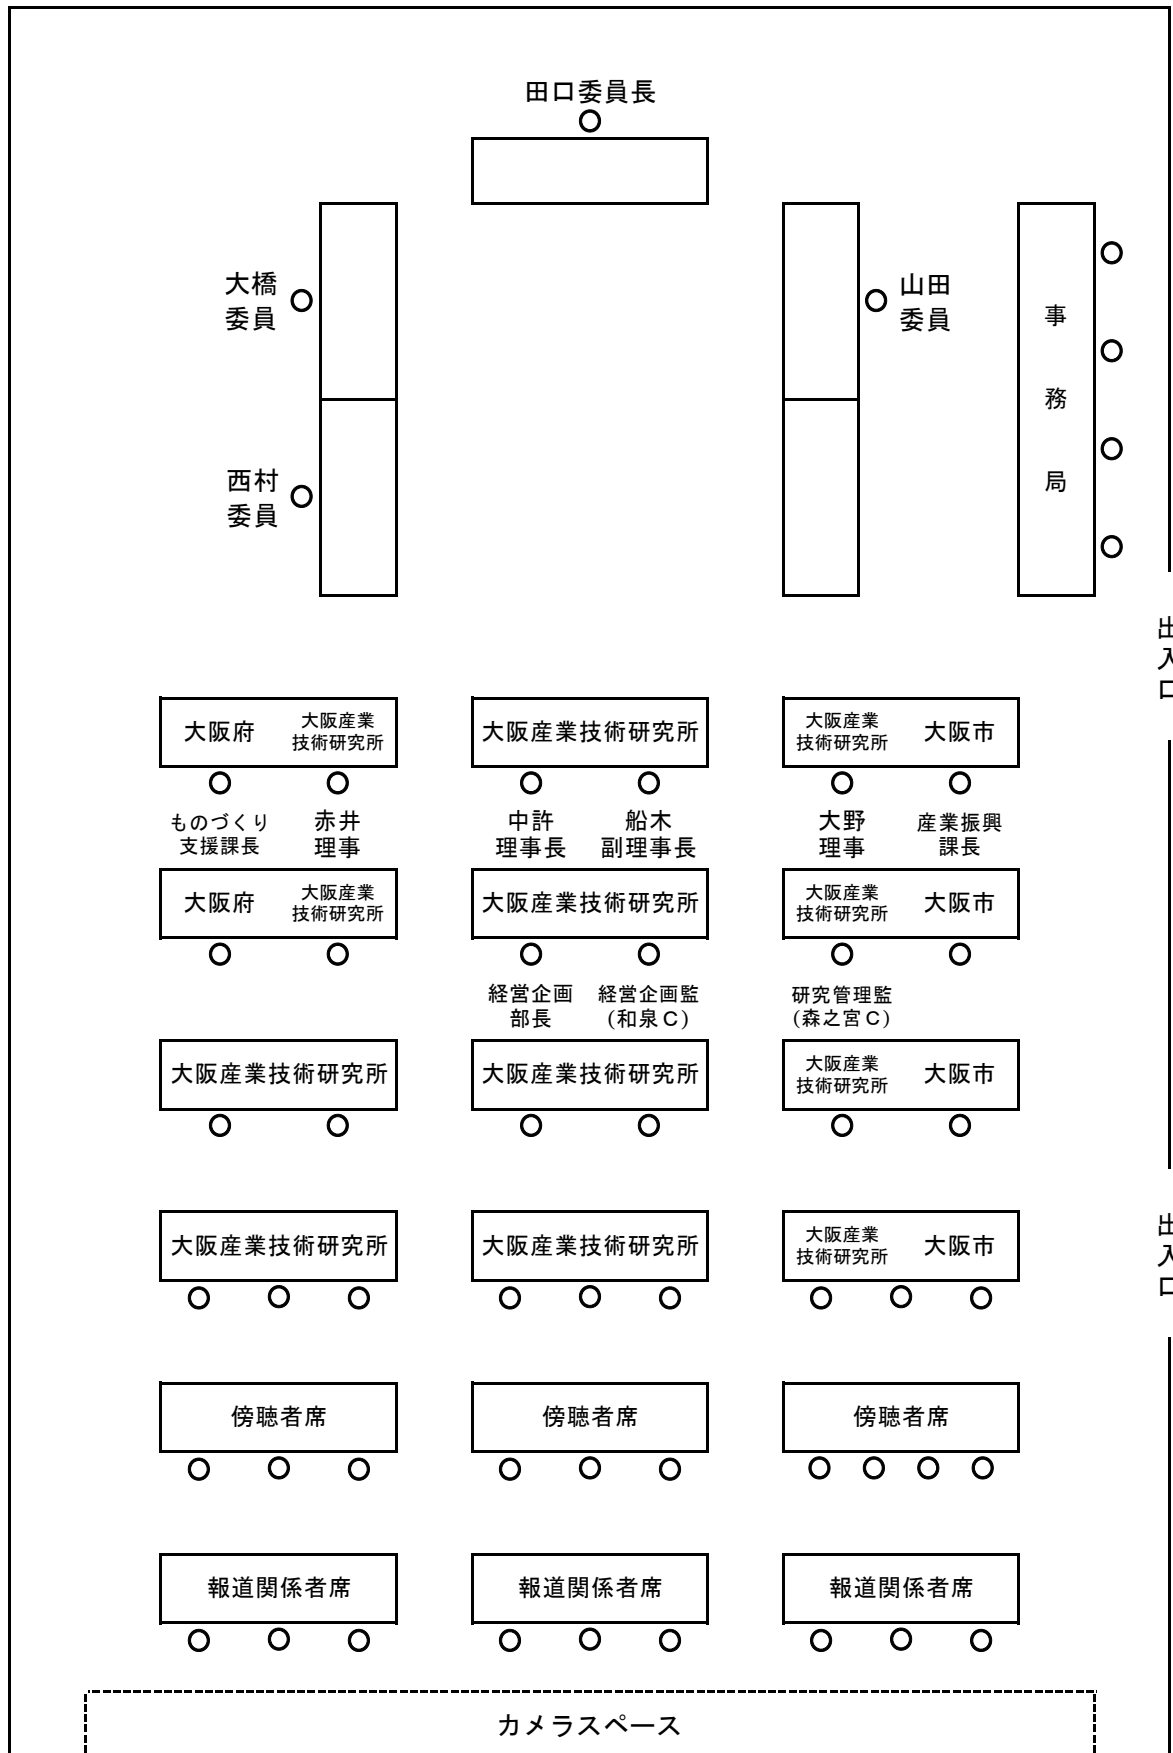 田口委員長
大橋
委員
山田
委員
事
務
局
西村
委員
出
入
口
大阪府
大阪産業
技術研究所
大阪産業技術研究所
大阪産業
技術研究所
大阪市
ものづくり
支援課長
赤井
理事
中許
理事長
船木
副理事長
大野
理事
産業振興
課長
大阪府
大阪産業
技術研究所
大阪産業技術研究所
大阪産業
技術研究所
大阪市
経営企画
部長
経営企画監
(和泉C)
研究管理監
(森之宮C)
大阪産業技術研究所
大阪産業技術研究所
大阪産業
技術研究所
大阪市
大阪産業技術研究所
大阪産業技術研究所
大阪産業
技術研究所
大阪市
出
入
口
傍聴者席
傍聴者席
傍聴者席
報道関係者席
報道関係者席
報道関係者席
カメラスペース